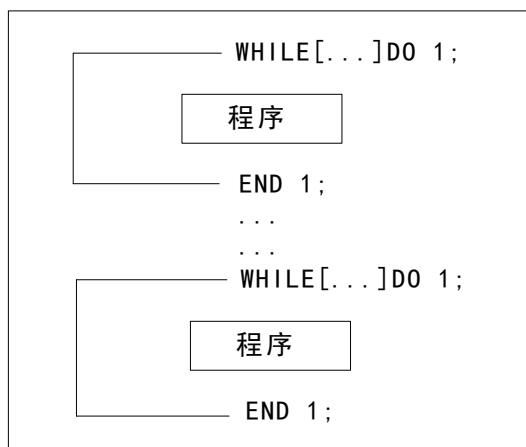 WHILE[...]DO 1;
程序
END 1;
...
...
WHILE[...]DO 1;
程序
END 1;